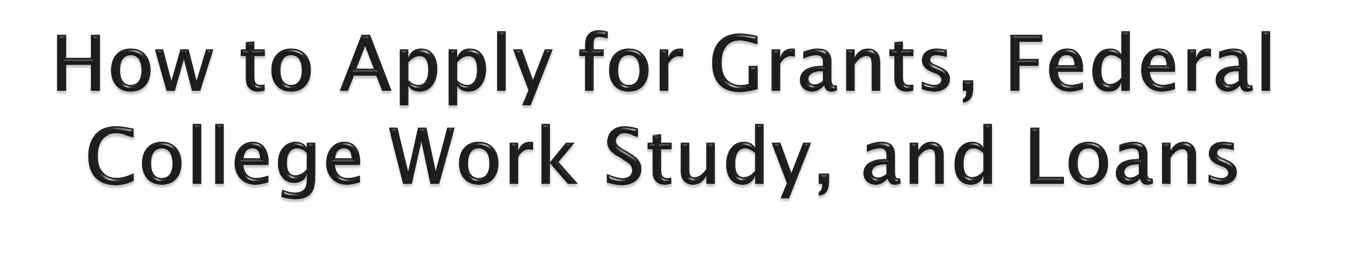 How to Apply for Grants, Federal
College Work Study, and Loans